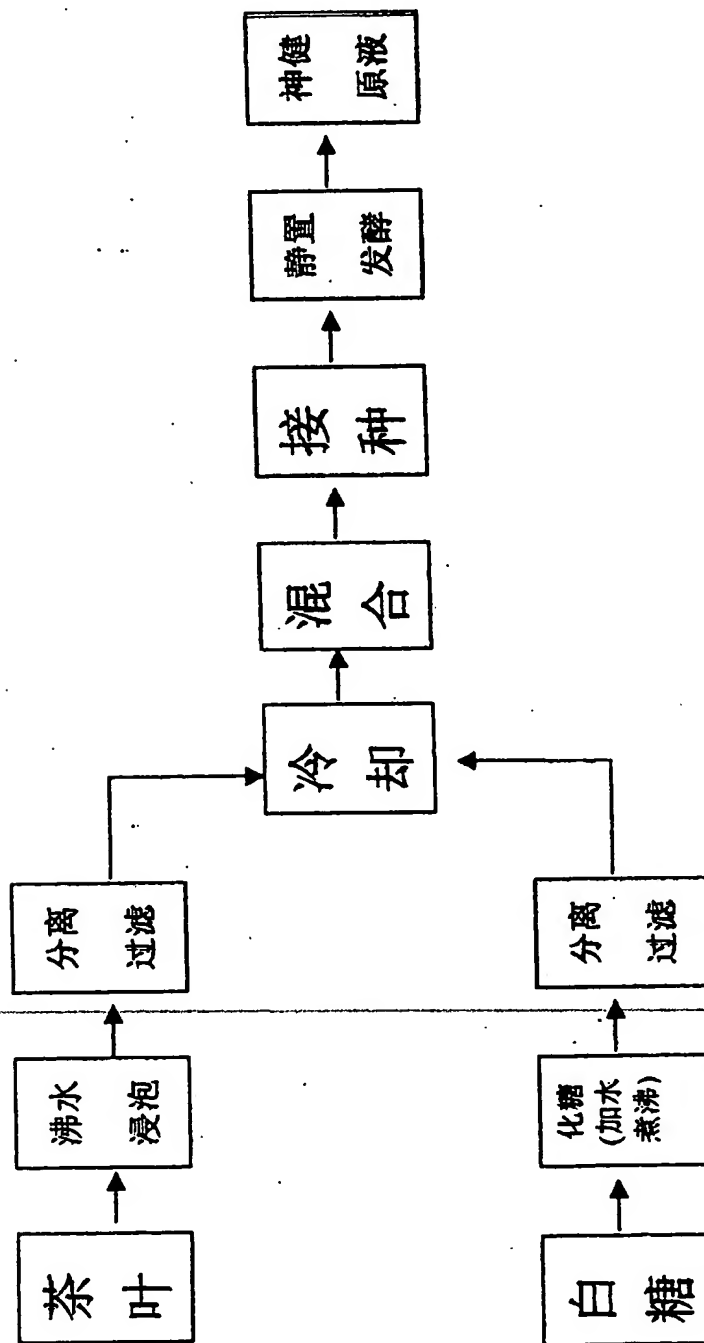 茶叶
沸水
浸泡
分离
过滤
白糖
化糖
(加水
煮沸)
分离
过滤
冷却
混合
接种
静置
发酵
神健
原液